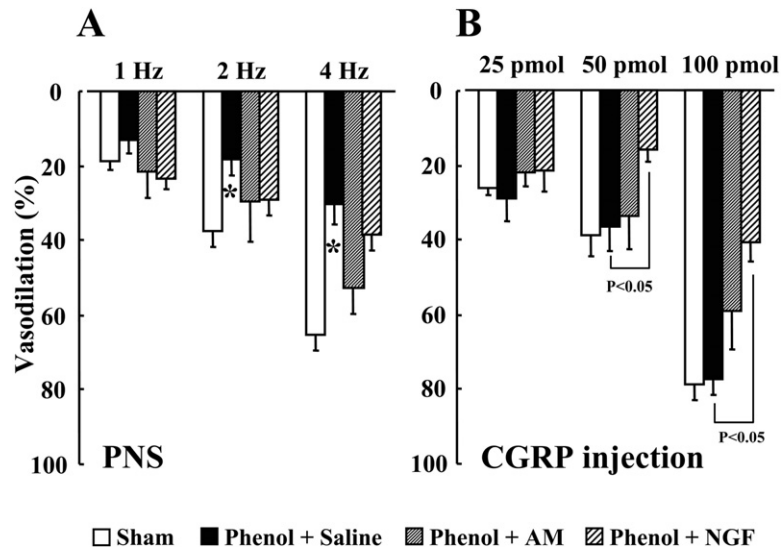 A
B
1 Hz 2 Hz 4 Hz
25 pmol 50 pmol 100 pmol
Vasodilation (%)
0
20
40
60
80
100
0
20
40
60
80
100
*
*
P<0.05
P<0.05
PNS
CGRP injection
Sham Phenol + Saline Phenol + AM Phenol + NGF